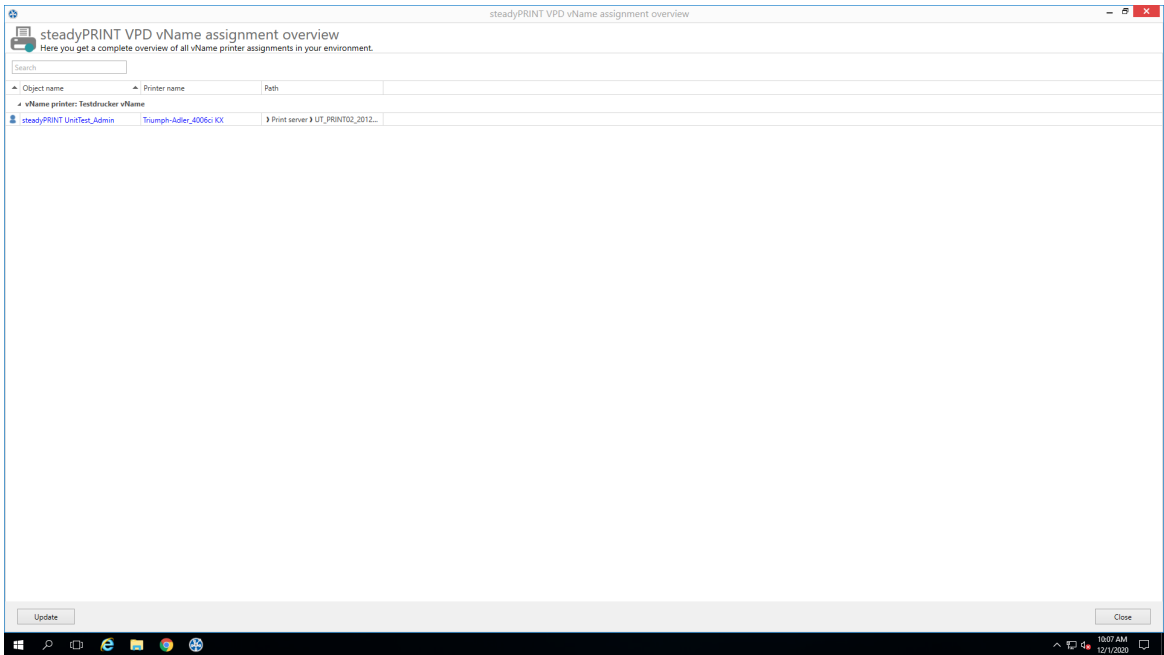 steadyPRINT VPD vName assignment overview
steadyPRINT VPD vName assignment overview
Here you get a complete overview of all vName printer assignments in your environment.
Search
Object name Printer name Path
vName printer: Testdrucker vName
steadyPRINT UnitTest_Admin Triumph-Adler_4006ci KX Print server UT_PRINT02_2012...
Update Close
10:07 AM
12/1/2020